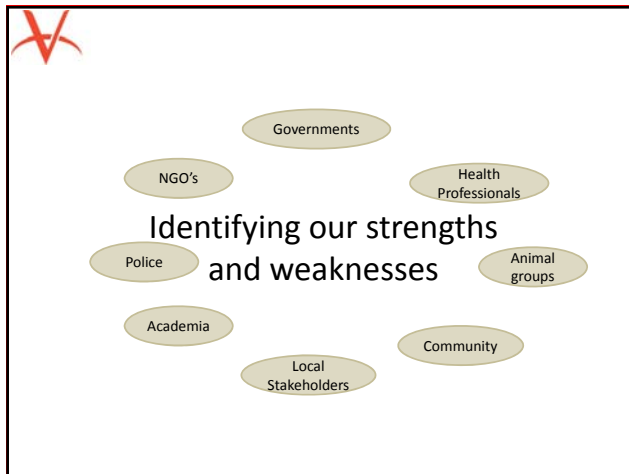 Governments
NGO's
Health
Professionals
Identifying our strengths
and weaknesses
Police
Animal
groups
Academia
Community
Local
Stakeholders